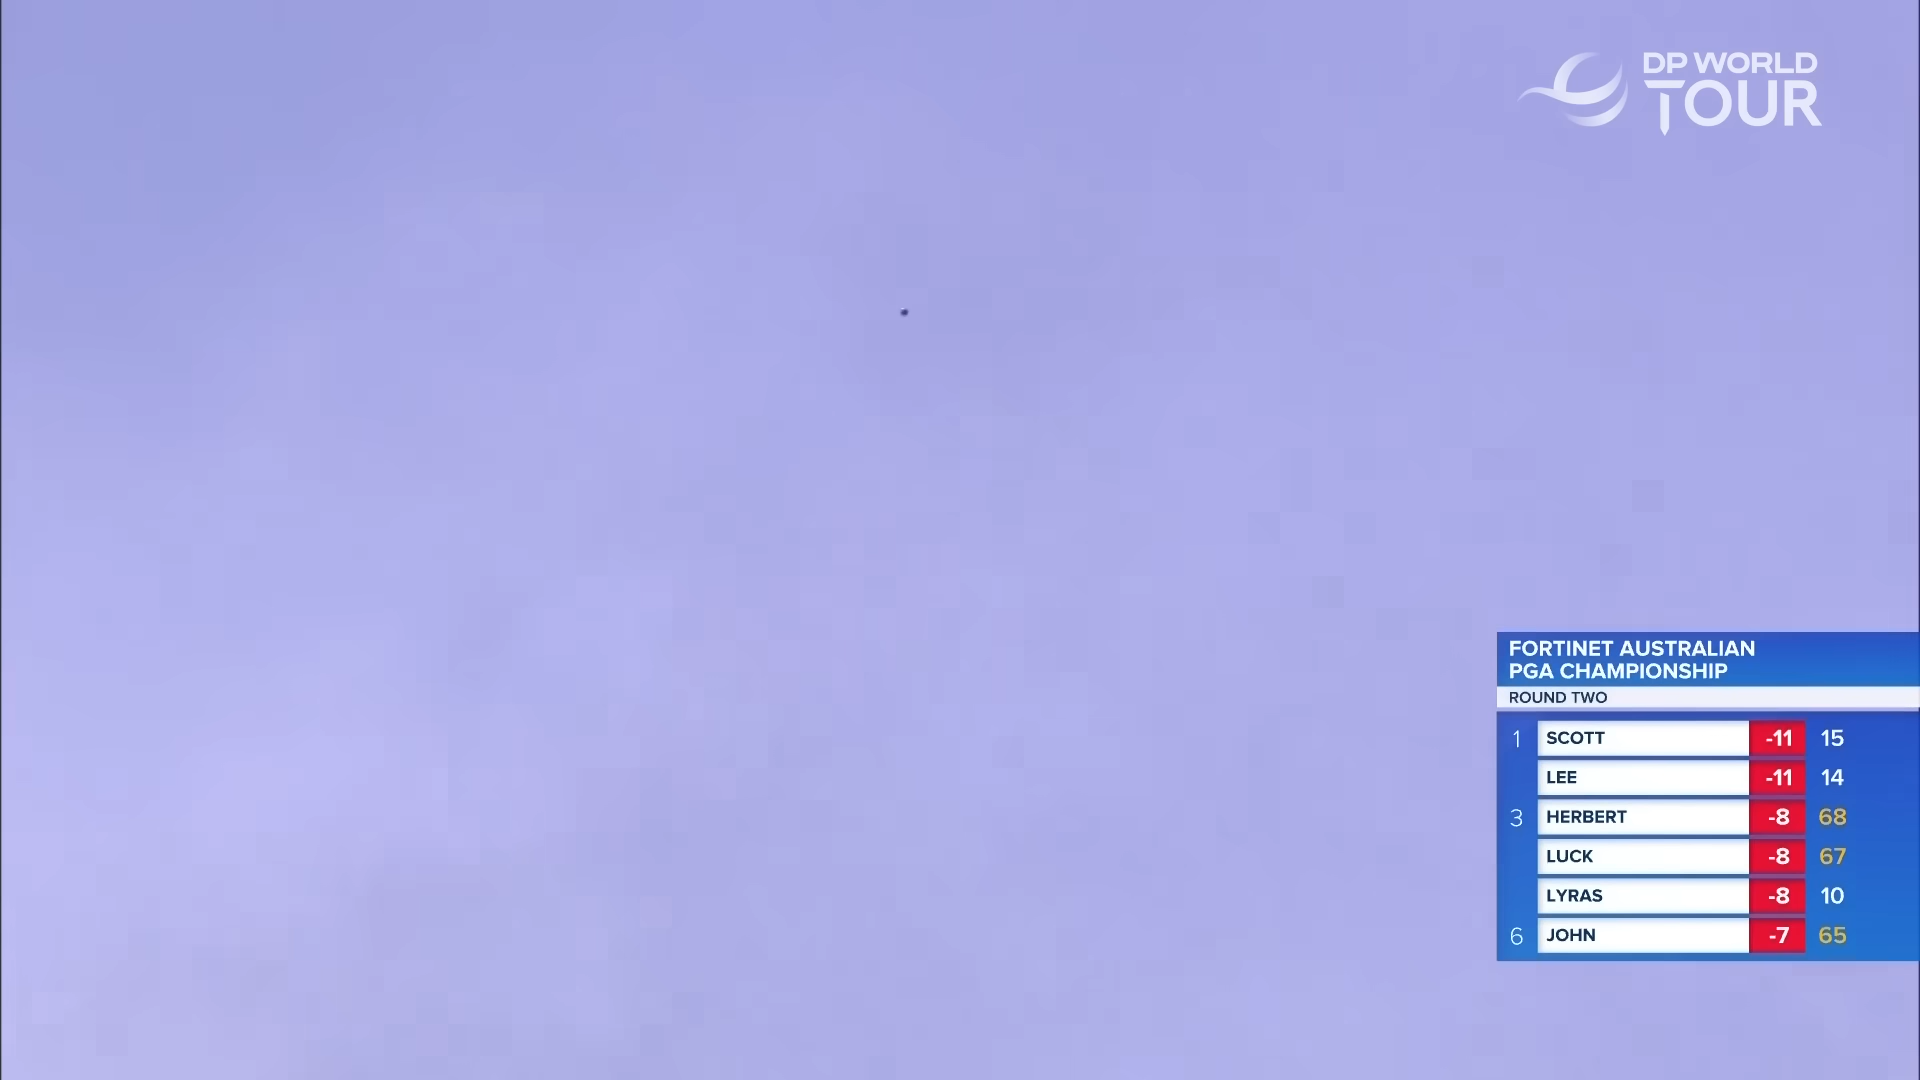 DP WORLD
TOUR
FORTINET AUSTRALIAN
PGA CHAMPIONSHIP
ROUND TWO
1 SCOTT -11 15
LEE -11 14
3 HERBERT -8 68
LUCK -8 67
LYRAS -8 10
6 JOHN -7 65